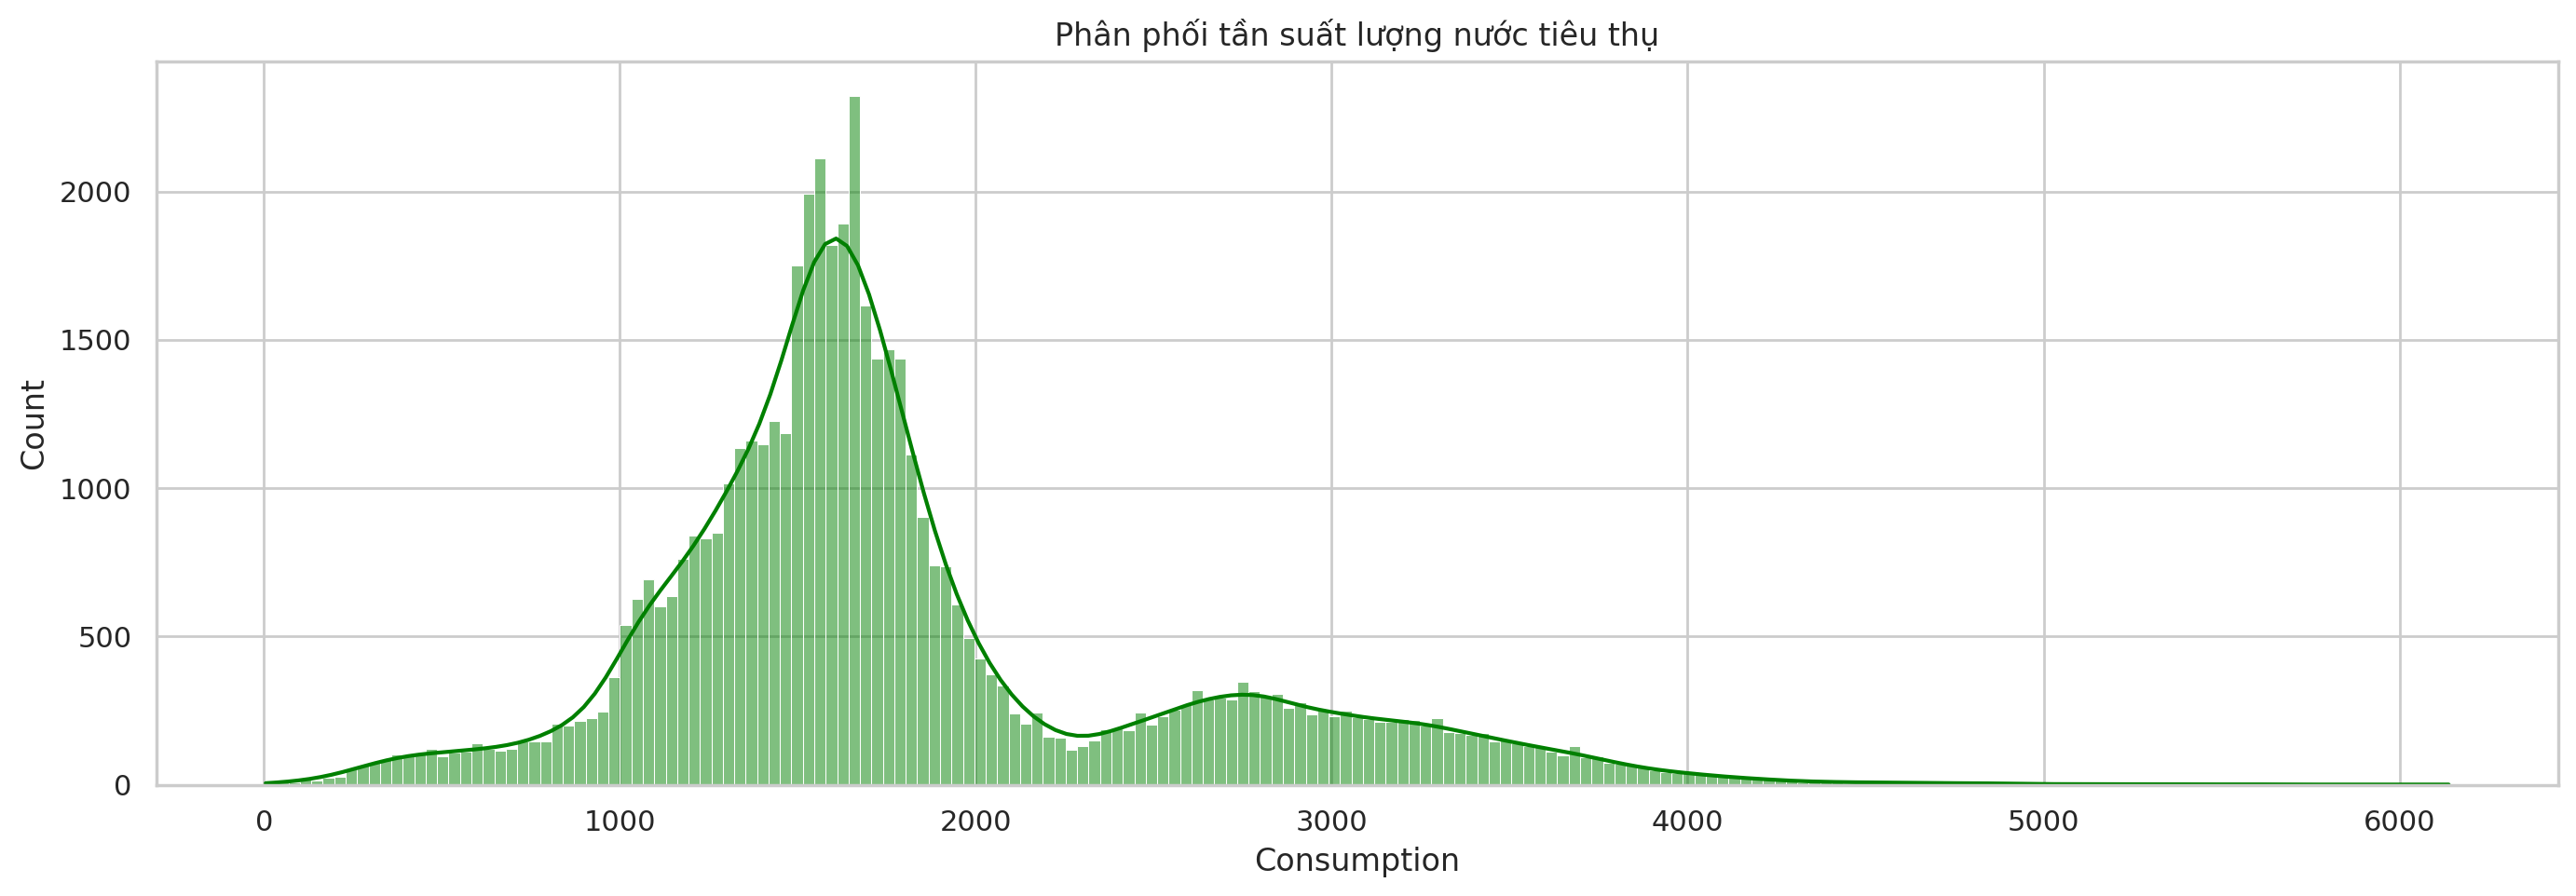 Phân phối tần suất lượng nước tiêu thụ
2000
1500
1000
500
0
Count
0 1000 2000 3000 4000 5000 6000
Consumption